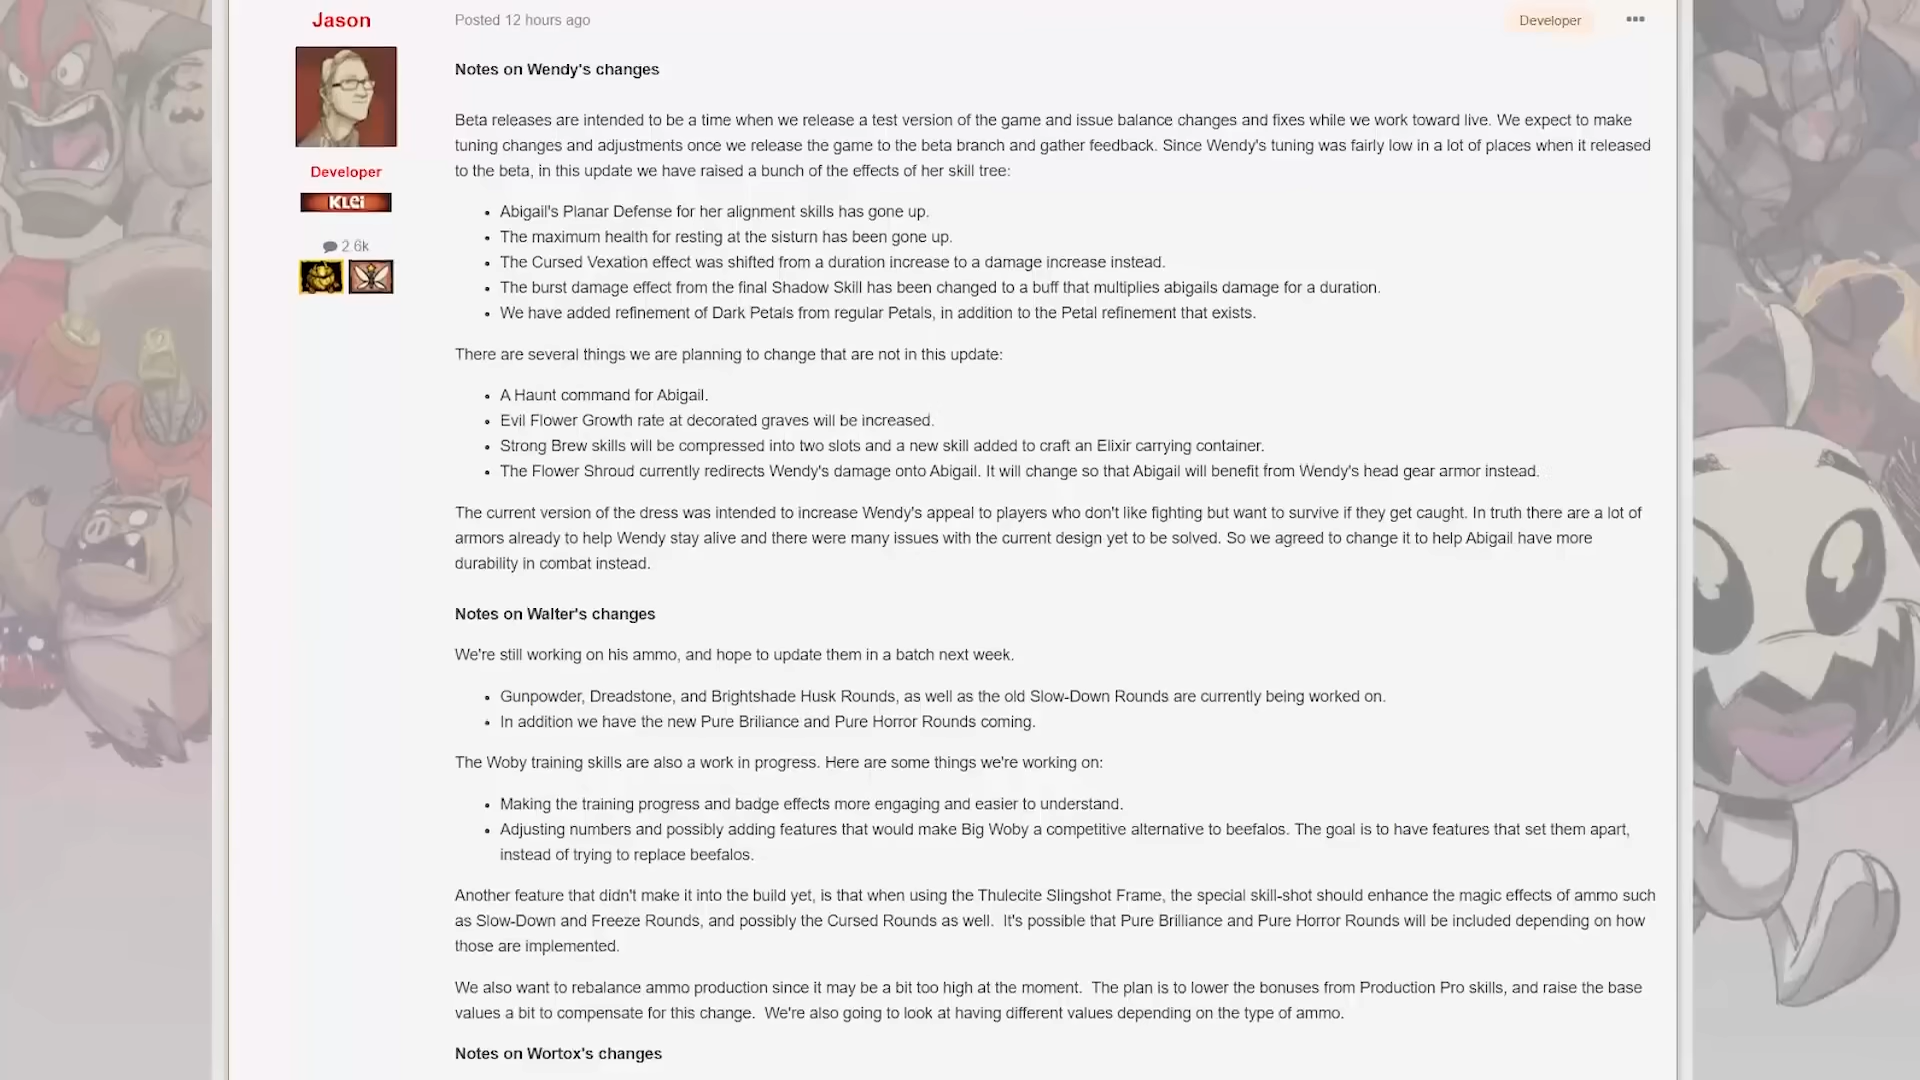 Jason
Posted 12 hours ago
Developer
Developer
KLei
2.6k
Notes on Wendy's changes
Beta releases are intended to be a time when we release a test version of the game and issue balance changes and fixes while we work toward live. We expect to make
tuning changes and adjustments once we release the game to the beta branch and gather feedback. Since Wendy's tuning was fairly low in a lot of places when it released
to the beta, in this update we have raised a bunch of the effects of her skill tree:
• Abigail's Planar Defense for her alignment skills has gone up.
• The maximum health for resting at the sisturn has been gone up.
• The Cursed Vexation effect was shifted from a duration increase to a damage increase instead.
• The burst damage effect from the final Shadow Skill has been changed to a buff that multiplies abigails damage for a duration.
• We have added refinement of Dark Petals from regular Petals, in addition to the Petal refinement that exists.
There are several things we are planning to change that are not in this update:
• A Haunt command for Abigail.
• Evil Flower Growth rate at decorated graves will be increased.
• Strong Brew skills will be compressed into two slots and a new skill added to craft an Elixir carrying container.
• The Flower Shroud currently redirects Wendy's damage onto Abigail. It will change so that Abigail will benefit from Wendy's head gear armor instead.
The current version of the dress was intended to increase Wendy's appeal to players who don't like fighting but want to survive if they get caught. In truth there are a lot of
armors already to help Wendy stay alive and there were many issues with the current design yet to be solved. So we agreed to change it to help Abigail have more
durability in combat instead.
Notes on Walter's changes
We're still working on his ammo, and hope to update them in a batch next week.
• Gunpowder, Dreadstone, and Brightshade Husk Rounds, as well as the old Slow-Down Rounds are currently being worked on.
• In addition we have the new Pure Briliance and Pure Horror Rounds coming.
The Woby training skills are also a work in progress. Here are some things we're working on:
• Making the training progress and badge effects more engaging and easier to understand.
• Adjusting numbers and possibly adding features that would make Big Woby a competitive alternative to beefalos. The goal is to have features that set them apart,
instead of trying to replace beefalos.
Another feature that didn't make it into the build yet, is that when using the Thulecite Slingshot Frame, the special skill-shot should enhance the magic effects of ammo such
as Slow-Down and Freeze Rounds, and possibly the Cursed Rounds as well. It's possible that Pure Brilliance and Pure Horror Rounds will be included depending on how
those are implemented.
We also want to rebalance ammo production since it may be a bit too high at the moment. The plan is to lower the bonuses from Production Pro skills, and raise the base
values a bit to compensate for this change. We're also going to look at having different values depending on the type of ammo.
Notes on Wortox's changes